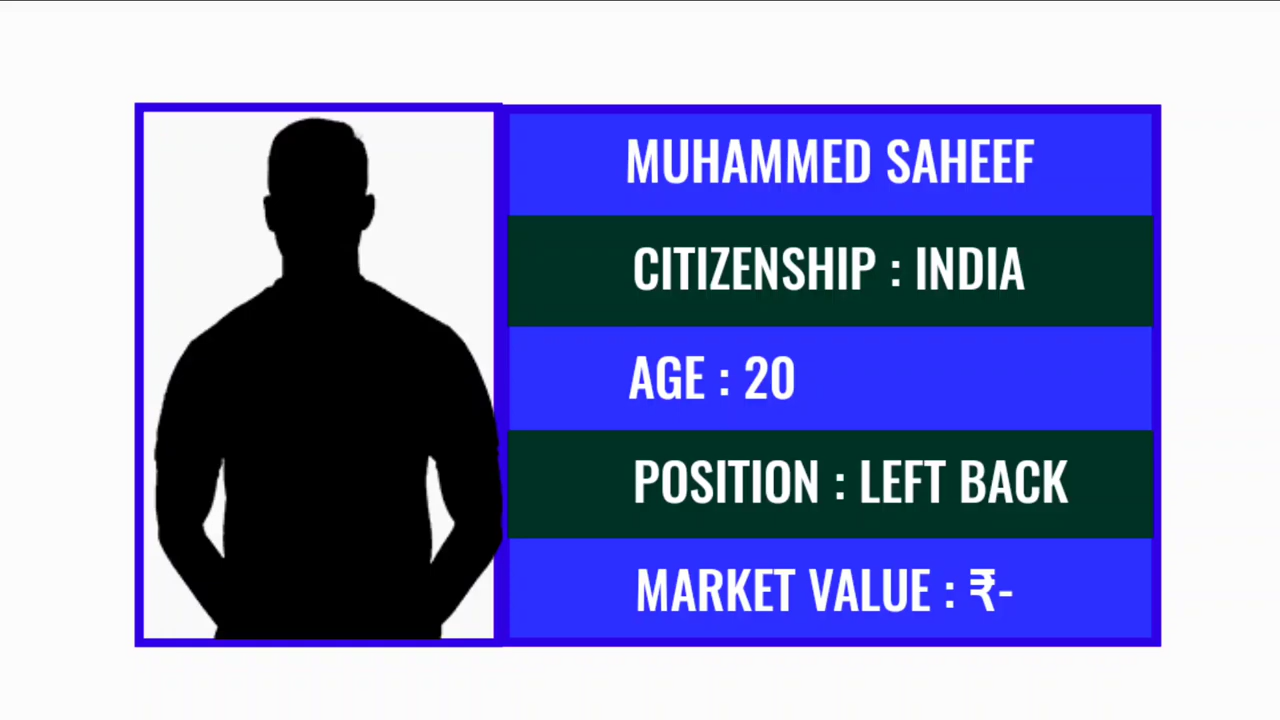 MUHAMMED SAHEEF
CITIZENSHIP : INDIA
AGE : 20
POSITION : LEFT BACK
MARKET VALUE : ₹-